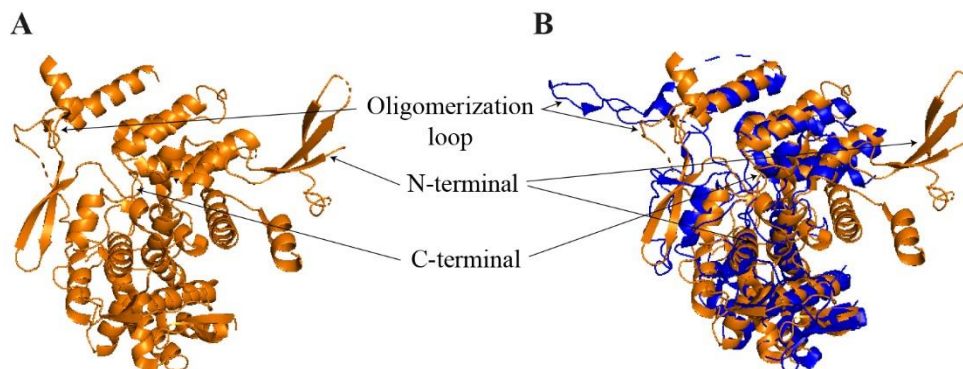 A
B
Oligomerization
loop
N-terminal
C-terminal